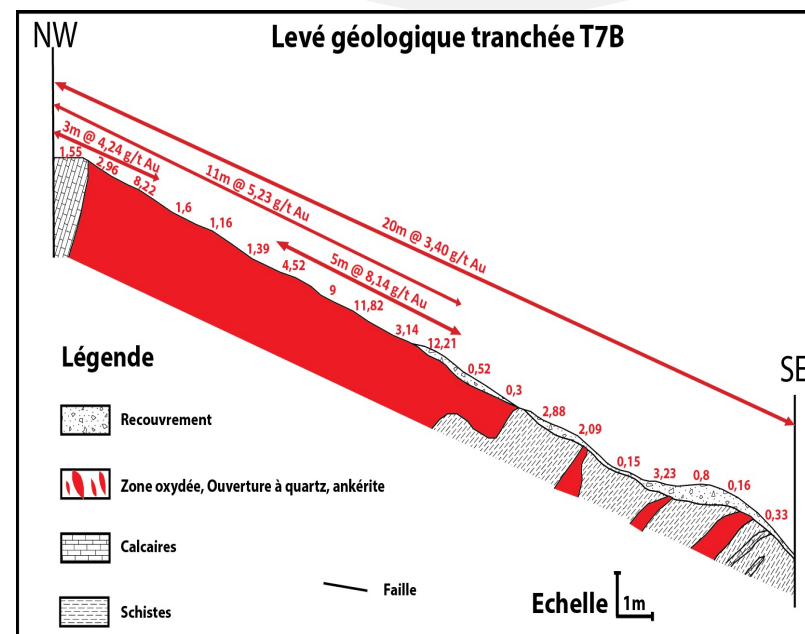 NW
Levé géologique tranchée T7B
3m @ 4,24 g/t Au
11m @ 5,23 g/t Au
20m @ 3,40 g/t Au
5m @ 8,14 g/t Au
1,55
2,96
8,22
1,6
1,16
1,39
4,52
9
11,82
3,14
12,21
0,52
0,3
2,88
2,09
0,15
3,23
0,8
0,16
0,33
SE
Légende
Recouvrement
Zone oxydée, Ouverture à quartz, ankérite
Calcaires
Schistes
Faille
Echelle 1m